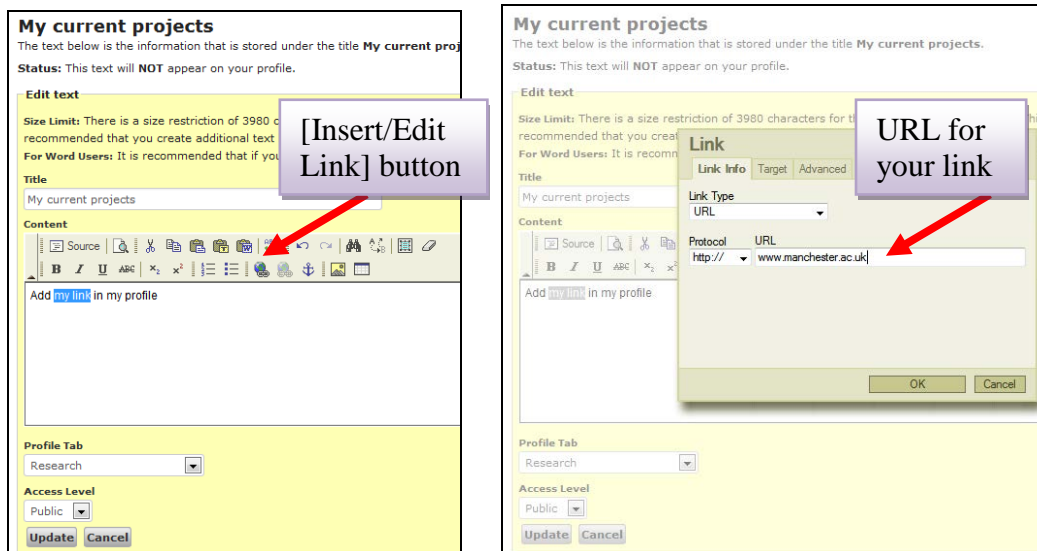 My current projects
The text below is the information that is stored under the title My current proj
Status: This text will NOT appear on your profile.
Edit text
Size Limit: There is a size restriction of 3980
recommended that you create additional text
For Word Users: It is recommended that if you
[Insert/Edit
Link] button
Title
My current projects
Content
Source
B I U ABC x₂ x²
Add my link in my profile
Profile Tab
Research
Access Level
Public
Update Cancel
My current projects
The text below is the information that is stored under the title My current projects.
Status: This text will NOT appear on your profile.
Edit text
Size Limit: There is a size restriction of 3980 characters for
recommended that you creat
For Word Users: It is recomm
URL for
your link
Title
My current projects
Content
Source
B I U ABC x₂
Add my link in my profile
Link
Link Info Target Advanced
Link Type
URL
Protocol URL
http:// www.manchester.ac.uk
OK Cancel
Profile Tab
Research
Access Level
Public
Update Cancel